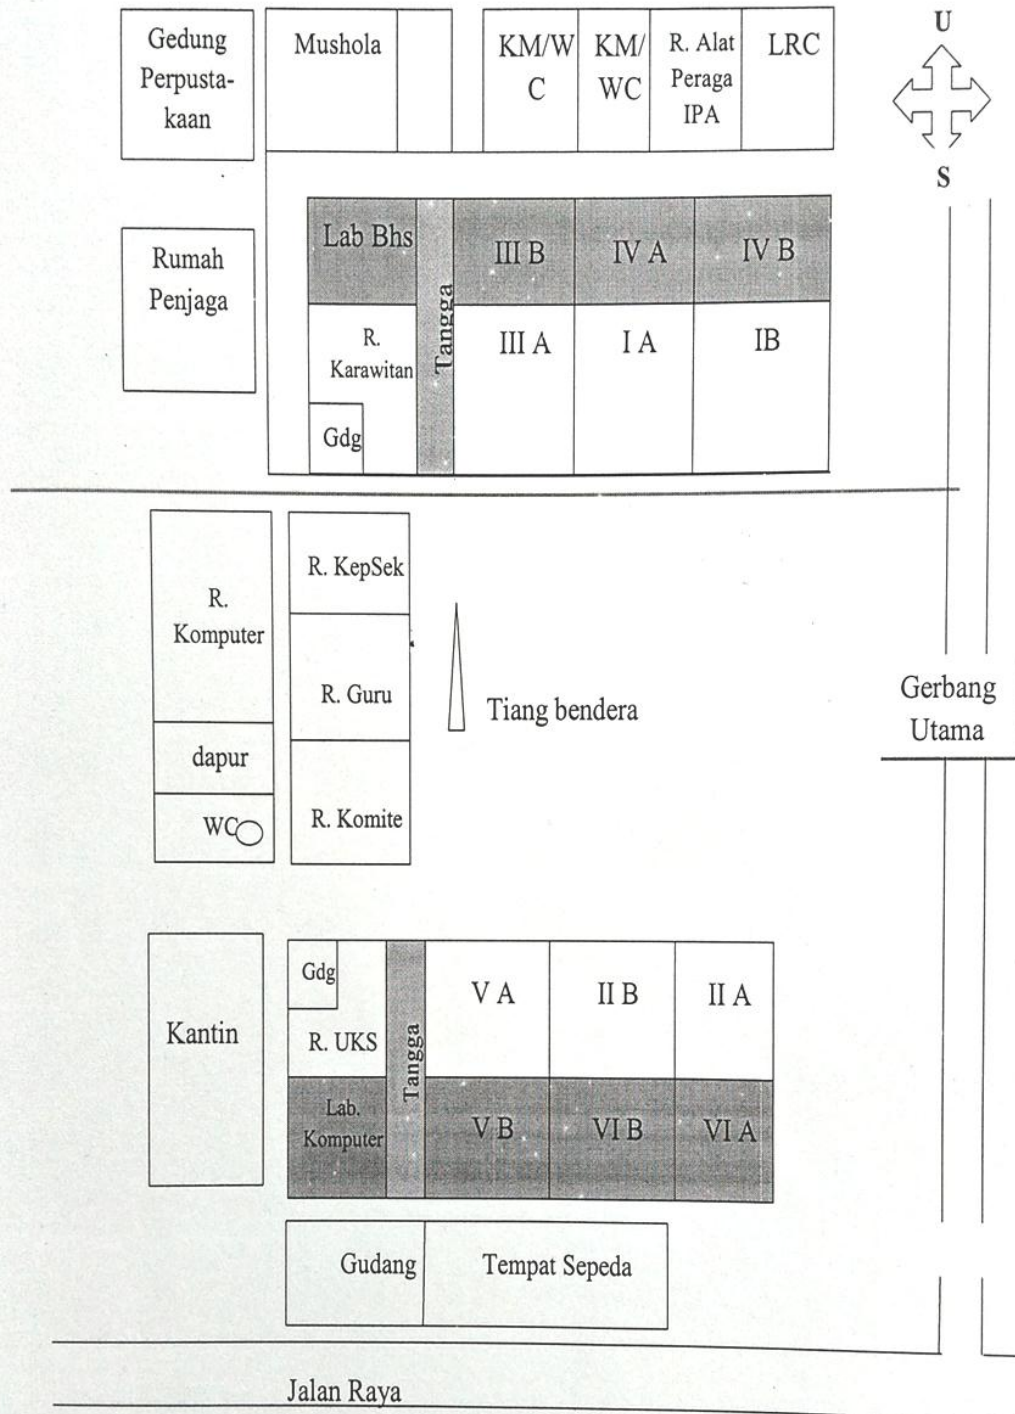 Gedung
Perpusta-
kaan
Mushola
KM/W
C
KM/
WC
R. Alat
Peraga
IPA
LRC
U
S
Rumah
Penjaga
Lab Bhs
Tangga
III B
IV A
IV B
R.
Karawitan
Gdg
III A
I A
IB
R.
Komputer
dapur
WC
R. KepSek
R. Guru
R. Komite
Tiang bendera
Gerbang
Utama
Kantin
Gdg
R. UKS
Lab.
Komputer
Tangga
V A
II B
II A
V B
VI B
VI A
Gudang
Tempat Sepeda
Jalan Raya